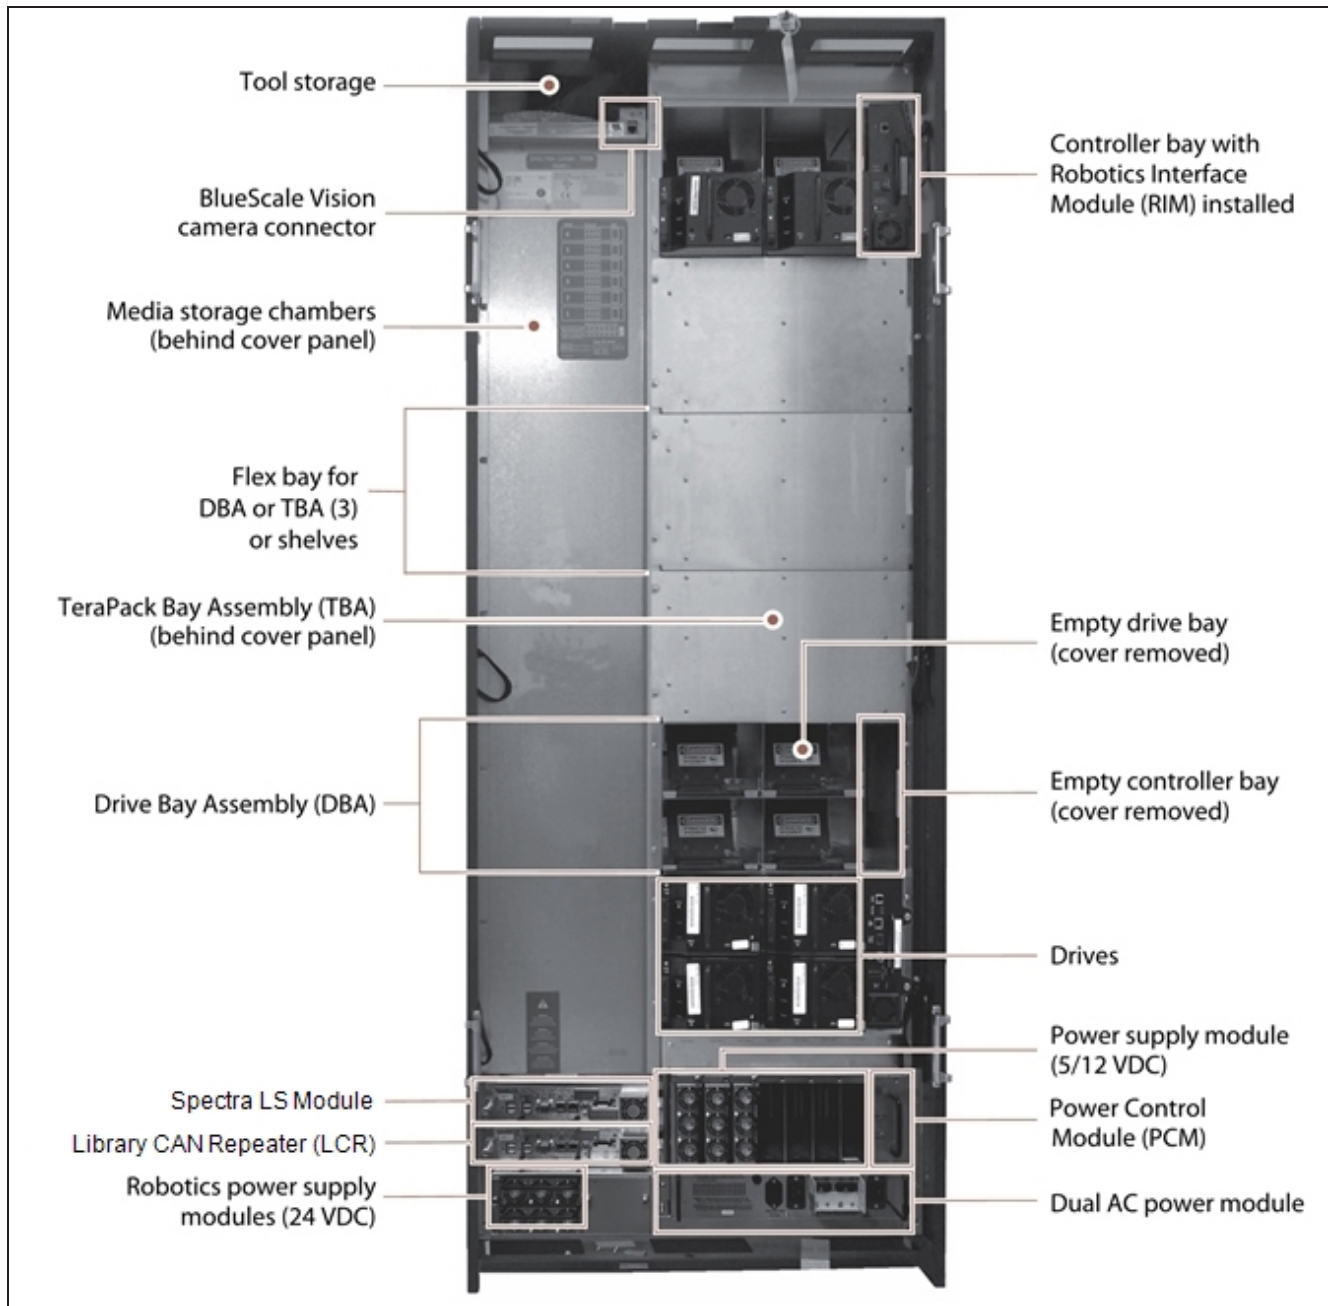 Tool storage
BlueScale Vision
camera connector
Media storage chambers
(behind cover panel)
Flex bay for
DBA or TBA (3)
or shelves
TeraPack Bay Assembly (TBA)
(behind cover panel)
Drive Bay Assembly (DBA)
Spectra LS Module
Library CAN Repeater (LCR)
Robotics power supply
modules (24 VDC)
Controller bay with
Robotics Interface
Module (RIM) installed
Empty drive bay
(cover removed)
Empty controller bay
(cover removed)
Drives
Power supply module
(5/12 VDC)
Power Control
Module (PCM)
Dual AC power module